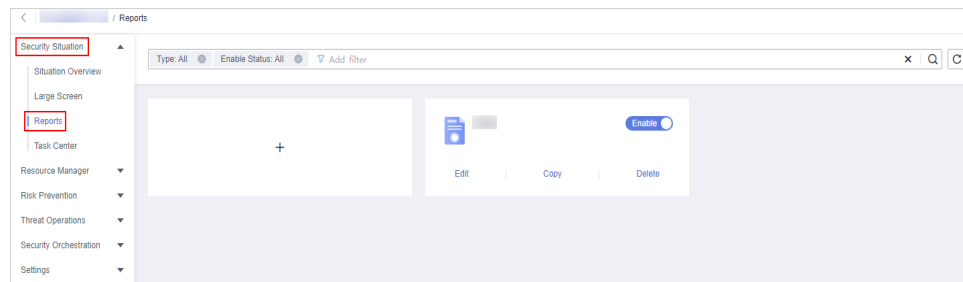 / Reports
Security Situation
Situation Overview
Large Screen
Reports
Task Center
Resource Manager
Risk Prevention
Threat Operations
Security Orchestration
Settings
Type: All Enable Status: All Add filter
Enable
Edit Copy Delete